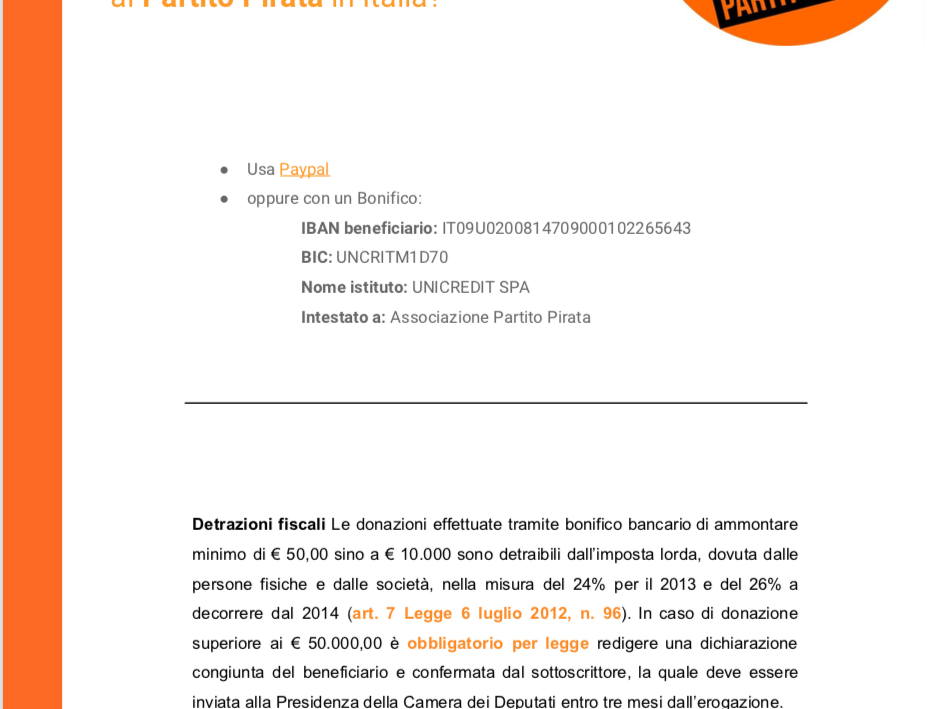 al Partito Pirata in Italia?
PARTI
● Usa Paypal
● oppure con un Bonifico:
IBAN beneficiario: IT09U0200814709000102265643
BIC: UNCRITM1D70
Nome istituto: UNICREDIT SPA
Intestato a: Associazione Partito Pirata
Detrazioni fiscali Le donazioni effettuate tramite bonifico bancario di ammontare
minimo di € 50,00 sino a € 10.000 sono detraibili dall'imposta lorda, dovuta dalle
persone fisiche e dalle società, nella misura del 24% per il 2013 e del 26% a
decorrere dal 2014 (art. 7 Legge 6 luglio 2012, n. 96). In caso di donazione
superiore ai € 50.000,00 è obbligatorio per legge redigere una dichiarazione
congiunta del beneficiario e confermata dal sottoscrittore, la quale deve essere
inviata alla Presidenza della Camera dei Deputati entro tre mesi dall'erogazione.